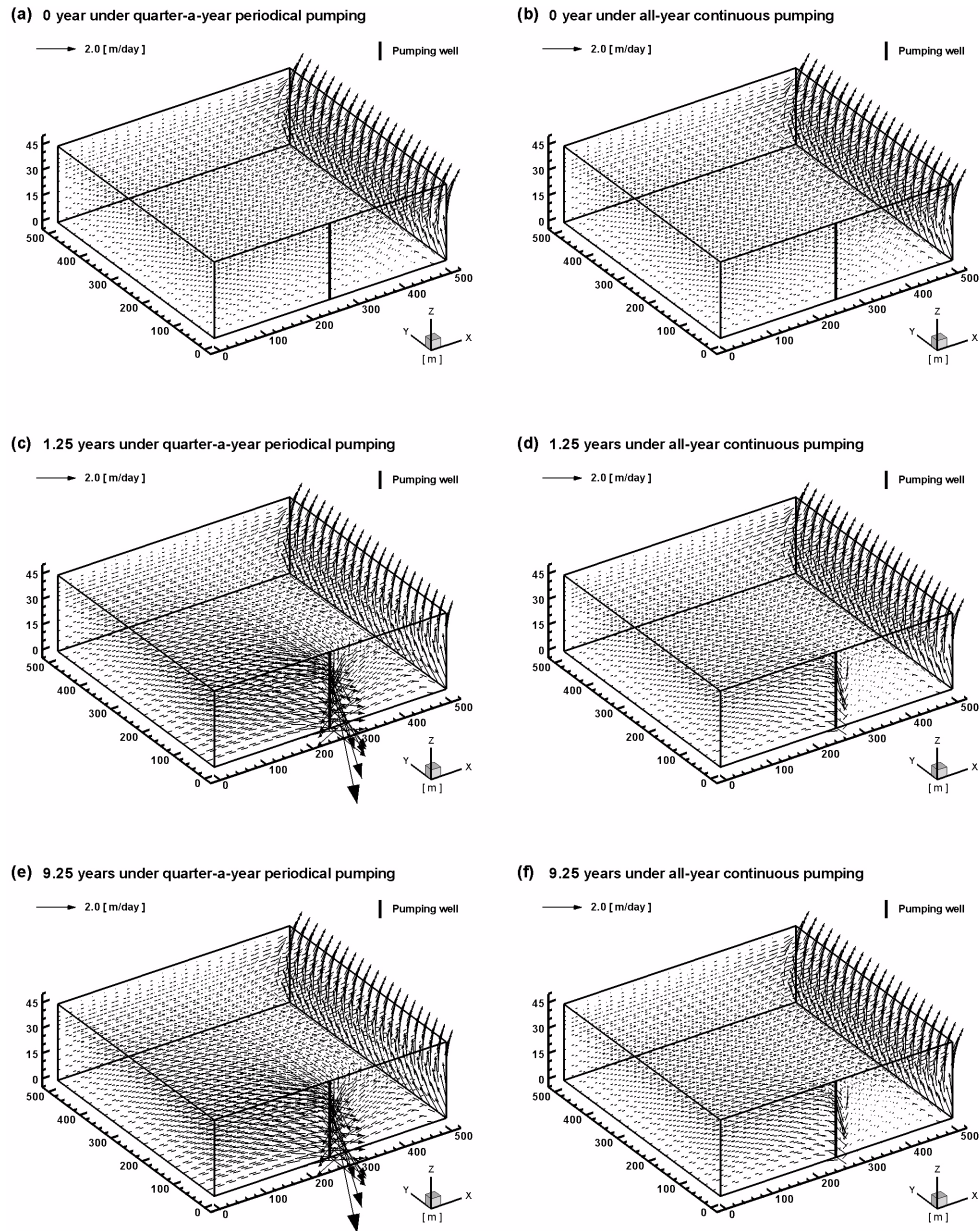 (a) 0 year under quarter-a-year periodical pumping
2.0 [ m/day ]
Pumping well
45
30
15
0
500
400
300
200
100
0
0
100
200
300
400
500
Z
Y
X
[ m ]
(b) 0 year under all-year continuous pumping
2.0 [ m/day ]
Pumping well
45
30
15
0
500
400
300
200
100
0
0
100
200
300
400
500
Z
Y
X
[ m ]
(c) 1.25 years under quarter-a-year periodical pumping
2.0 [ m/day ]
Pumping well
45
30
15
0
500
400
300
200
100
0
0
100
200
300
400
500
Z
Y
X
[ m ]
(d) 1.25 years under all-year continuous pumping
2.0 [ m/day ]
Pumping well
45
30
15
0
500
400
300
200
100
0
0
100
200
300
400
500
Z
Y
X
[ m ]
(e) 9.25 years under quarter-a-year periodical pumping
2.0 [ m/day ]
Pumping well
45
30
15
0
500
400
300
200
100
0
0
100
200
300
400
500
Z
Y
X
[ m ]
(f) 9.25 years under all-year continuous pumping
2.0 [ m/day ]
Pumping well
45
30
15
0
500
400
300
200
100
0
0
100
200
300
400
500
Z
Y
X
[ m ]